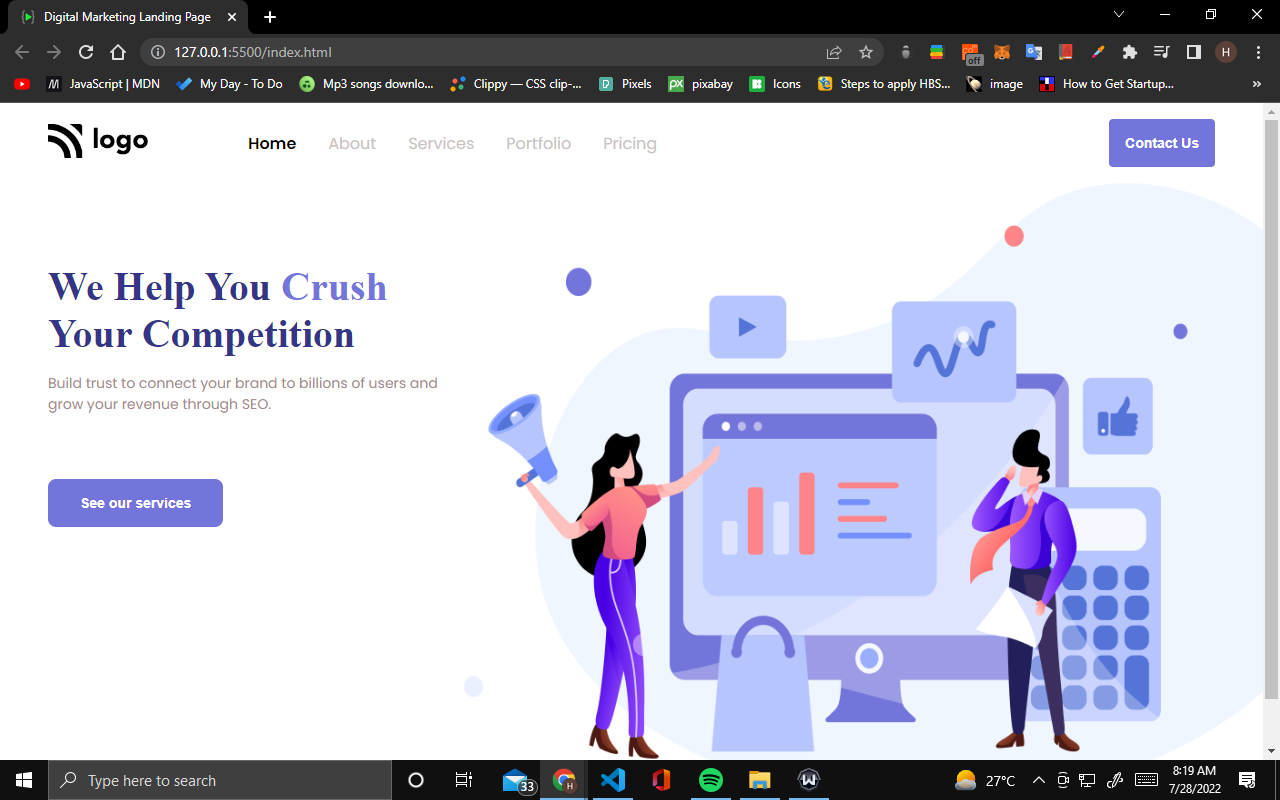 Digital Marketing Landing Page
127.0.0.1:5500/index.html
off
H
JavaScript | MDN
My Day - To Do
Mp3 songs downlo...
Clippy — CSS clip-...
Pixels
px
pixabay
Icons
Steps to apply HBS...
image
How to Get Startup...
»
logo
Home
About
Services
Portfolio
Pricing
Contact Us
We Help You Crush
Your Competition
Build trust to connect your brand to billions of users and
grow your revenue through SEO.
See our services
Type here to search
33
H
27°C
8:19 AM
7/28/2022